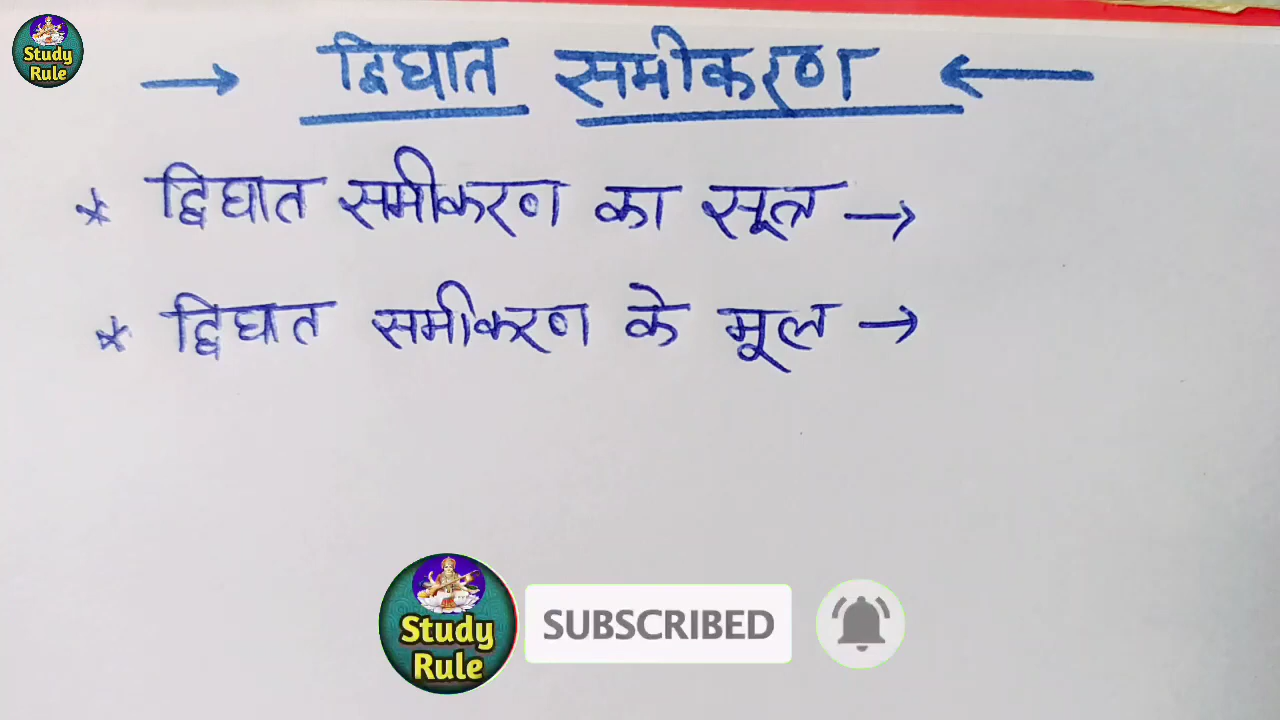 Study
Rule
→ द्विघात समीकरण ←
* द्विघात समीकरण का सूत्र →
* द्विघात समीकरण के मूल →
Study
Rule
SUBSCRIBED